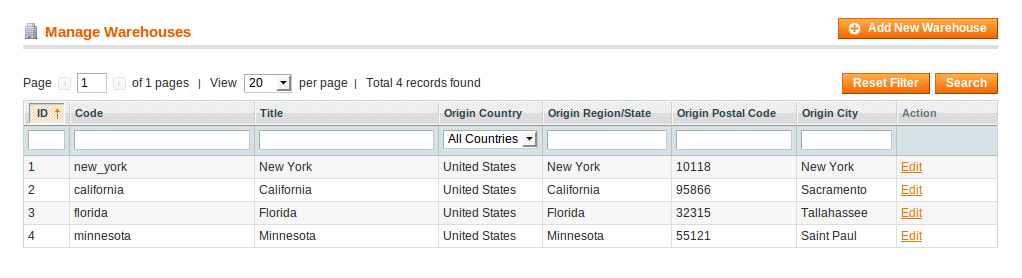 Manage Warehouses
Add New Warehouse
Page 1 of 1 pages | View 20 per page | Total 4 records found
Reset Filter Search
ID ↑ Code Title Origin Country Origin Region/State Origin Postal Code Origin City Action
All Countries
1 new_york New York United States New York 10118 New York Edit
2 california California United States California 95866 Sacramento Edit
3 florida Florida United States Florida 32315 Tallahassee Edit
4 minnesota Minnesota United States Minnesota 55121 Saint Paul Edit